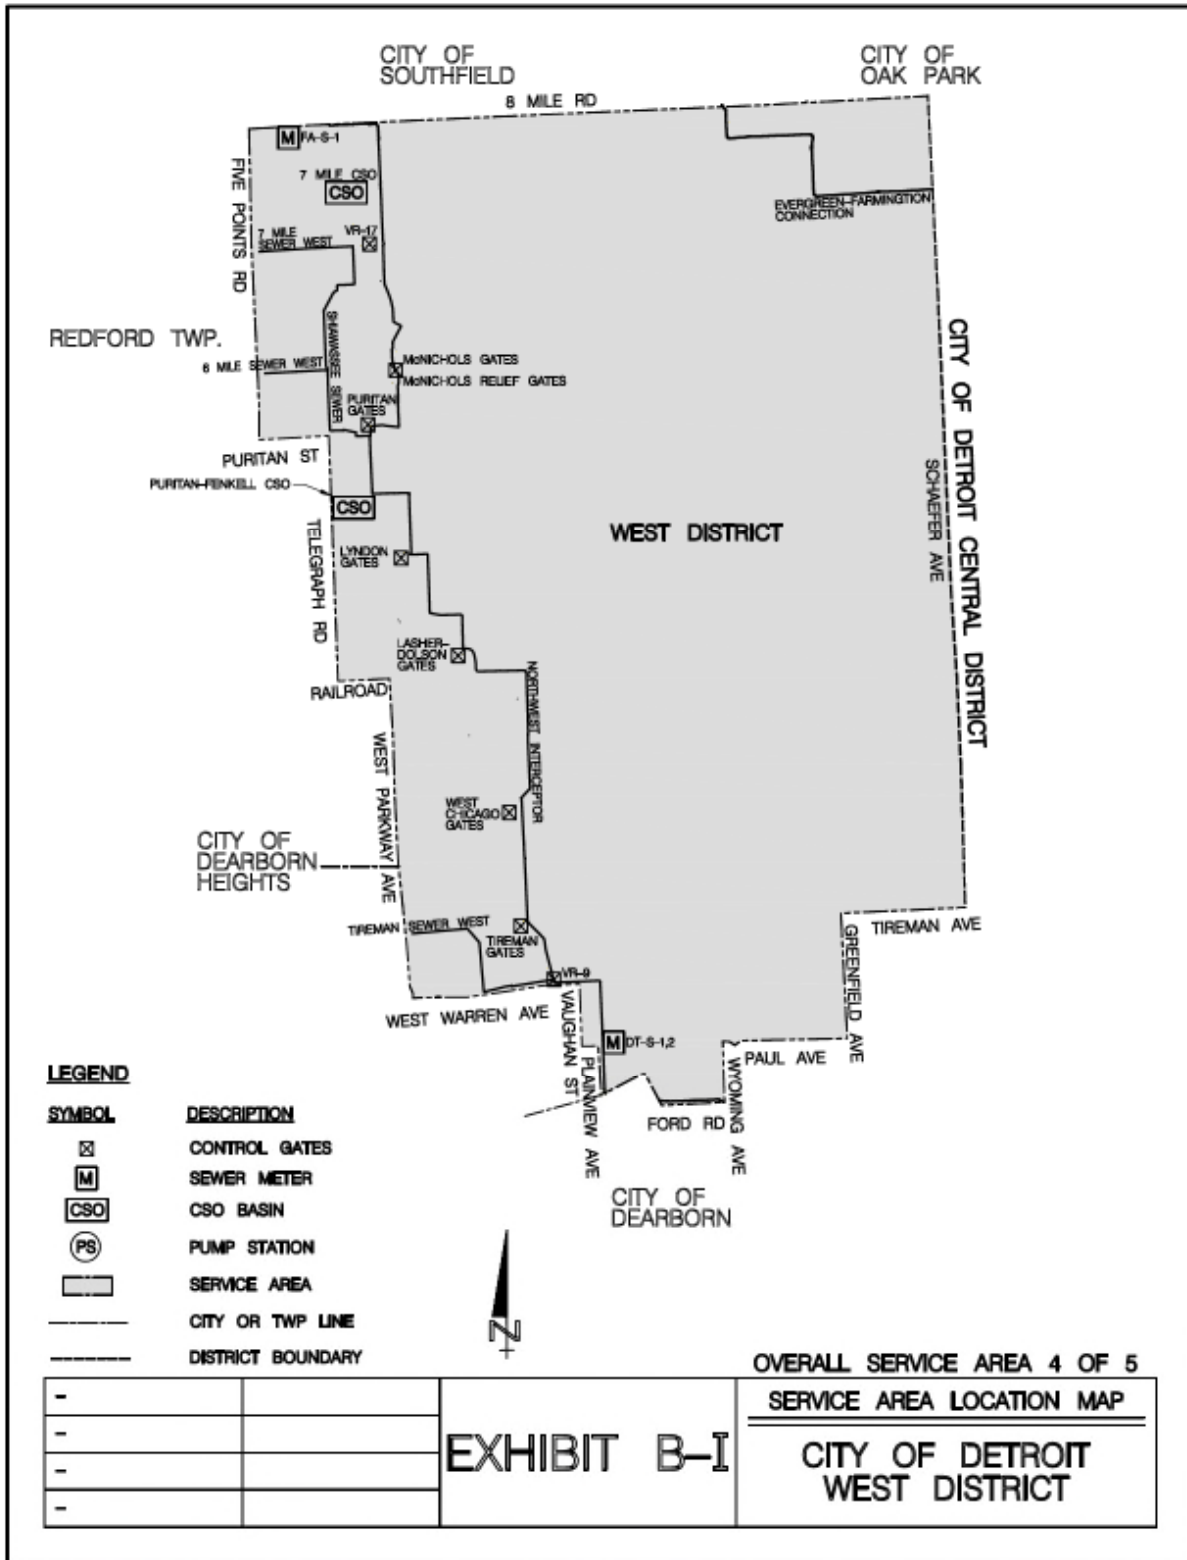 CITY OF
SOUTHFIELD
CITY OF
OAK PARK
8 MILE RD
M FA-S-1
7 MILE CSO
CSO
FIVE POINTS RD
EVERGREEN-FARMINGTION
CONNECTION
7 MILE
SEWER WEST
VR-17
REDFORD TWP.
SHIAWASSEE SEWER
6 MILE SEWER WEST
McNICHOLS GATES
McNICHOLS RELIEF GATES
PURITAN
GATES
CITY OF DETROIT CENTRAL DISTRICT
SCHAEFER AVE
PURITAN ST
PURITAN-FENKELL CSO
CSO
WEST DISTRICT
TELEGRAPH RD
LYNDON
GATES
LASHER-
DOLSON
GATES
RAILROAD
NORTHWEST INTERCEPTOR
WEST PARKWAY AVE
WEST
CHICAGO
GATES
CITY OF
DEARBORN
HEIGHTS
TIREMAN SEWER WEST
TIREMAN
GATES
TIREMAN AVE
GREENFIELD AVE
VR-9
WEST WARREN AVE
VAUGHAN ST
M DT-S-1,2
PLAINVIEW AVE
PAUL AVE
WYOMING AVE
FORD RD
CITY OF
DEARBORN
LEGEND
SYMBOL DESCRIPTION
CONTROL GATES
M SEWER METER
CSO CSO BASIN
PS PUMP STATION
SERVICE AREA
CITY OR TWP LINE
DISTRICT BOUNDARY
N
OVERALL SERVICE AREA 4 OF 5
-
-
-
-
EXHIBIT B-I
SERVICE AREA LOCATION MAP
CITY OF DETROIT
WEST DISTRICT